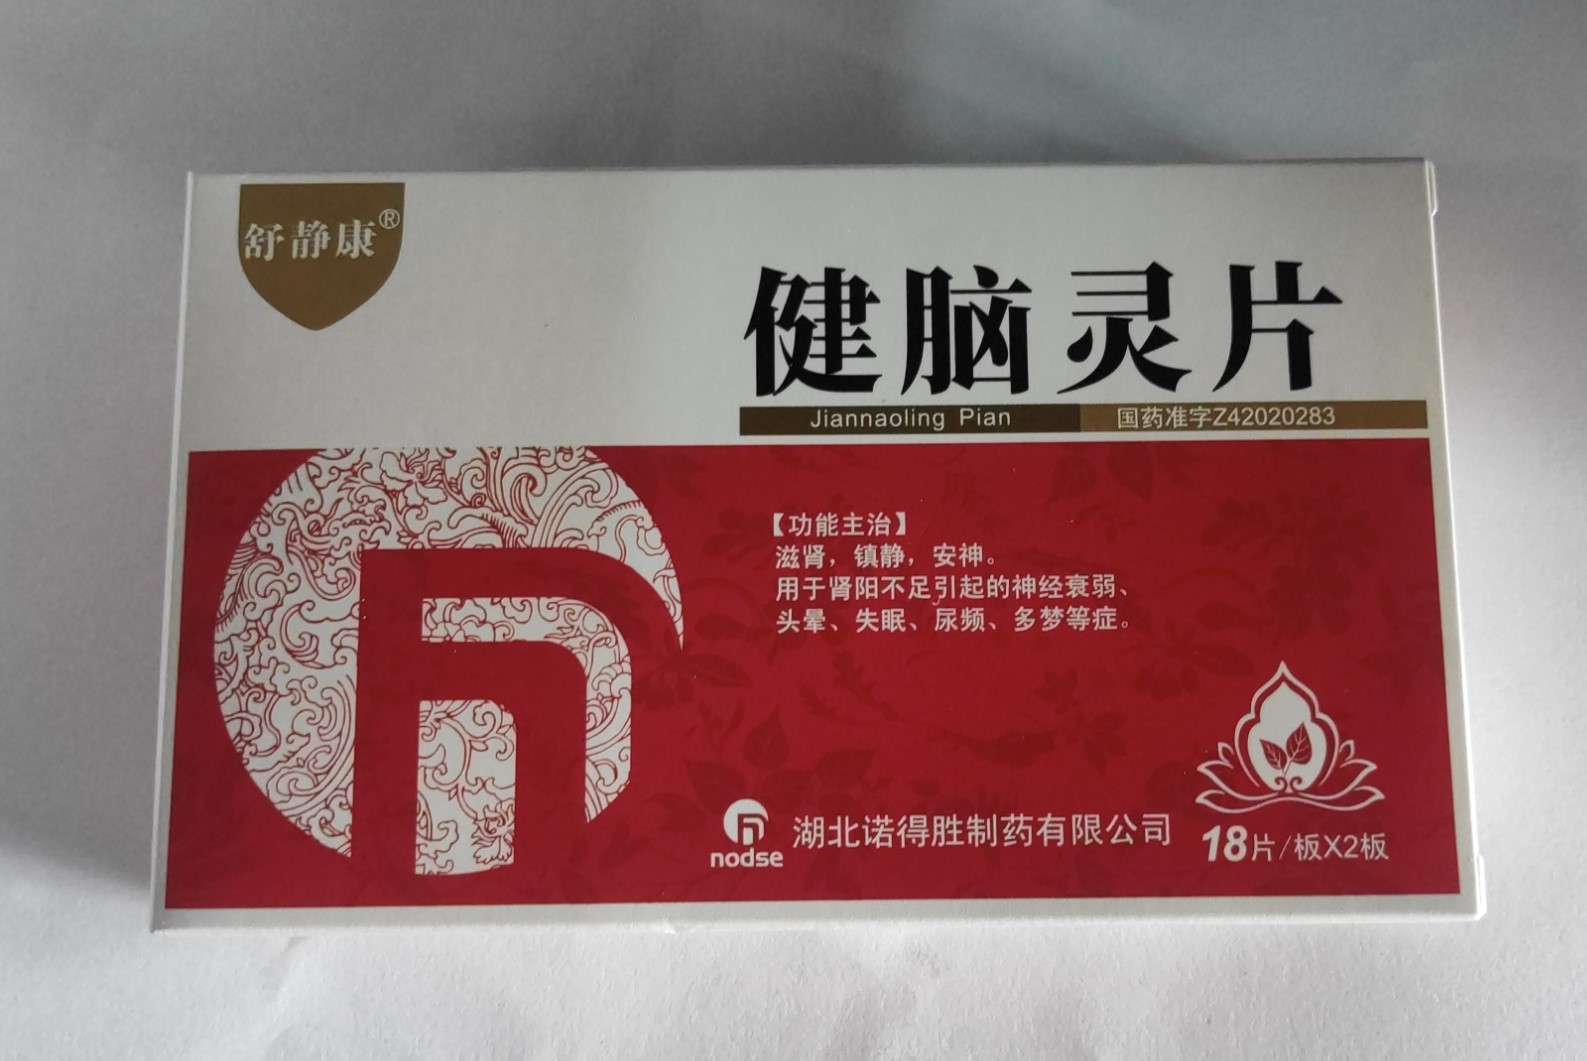 舒静康®
健脑灵片
Jiannaoling Pian 国药准字Z42020283
【功能主治】
滋肾，镇静，安神。
用于肾阳不足引起的神经衰弱、
头晕、失眠、尿频、多梦等症。
nodse 湖北诺得胜制药有限公司
18片/板X2板